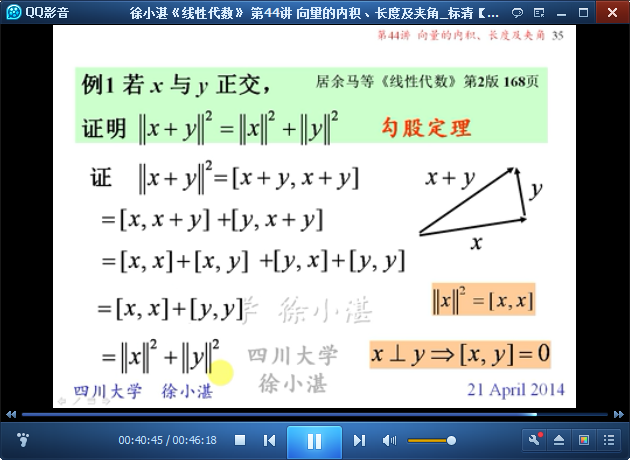 QQ影音
徐小湛《线性代数》 第44讲 向量的内积、长度及夹角_标清【...
第44讲 向量的内积、长度及夹角 35
例1 若 x 与 y 正交，
居余马等《线性代数》第2版 168页
证明 ‖x + y‖² = ‖x‖² + ‖y‖²
勾股定理
证 ‖x + y‖² = [x + y, x + y]
= [x, x + y] + [y, x + y]
= [x, x] + [x, y] + [y, x] + [y, y]
= [x, x] + [y, y]
= ‖x‖² + ‖y‖²
x + y
y
x
‖x‖² = [x, x]
x ⊥ y ⇒ [x, y] = 0
学 徐小湛
四川大学
徐小湛
四川大学 徐小湛
21 April 2014
00:40:45 / 00:46:18